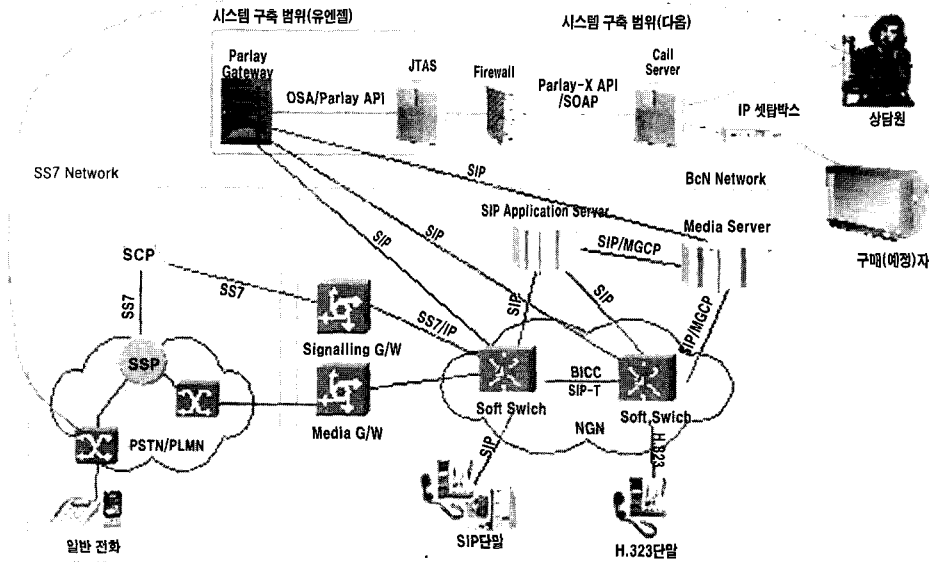 시스템 구축 범위(유엔젤)
시스템 구축 범위(다음)
Parlay
Gateway
JTAS
Firewall
Call
Server
OSA/Parlay API
Parlay-X API
/SOAP
IP 셋탑박스
상담원
SS7 Network
SIP
BcN Network
SIP Application Server
Media Server
구매(예정)자
SIP
SIP
SIP/MGCP
SCP
SS7
SS7
SS7/IP
SIP
SIP
SIP/MGCP
Signalling G/W
SSP
BICC
SIP-T
Soft Swich
Soft Swich
Media G/W
PSTN/PLMN
NGN
SIP
H.323
일반 전화
SIP단말
H.323단말